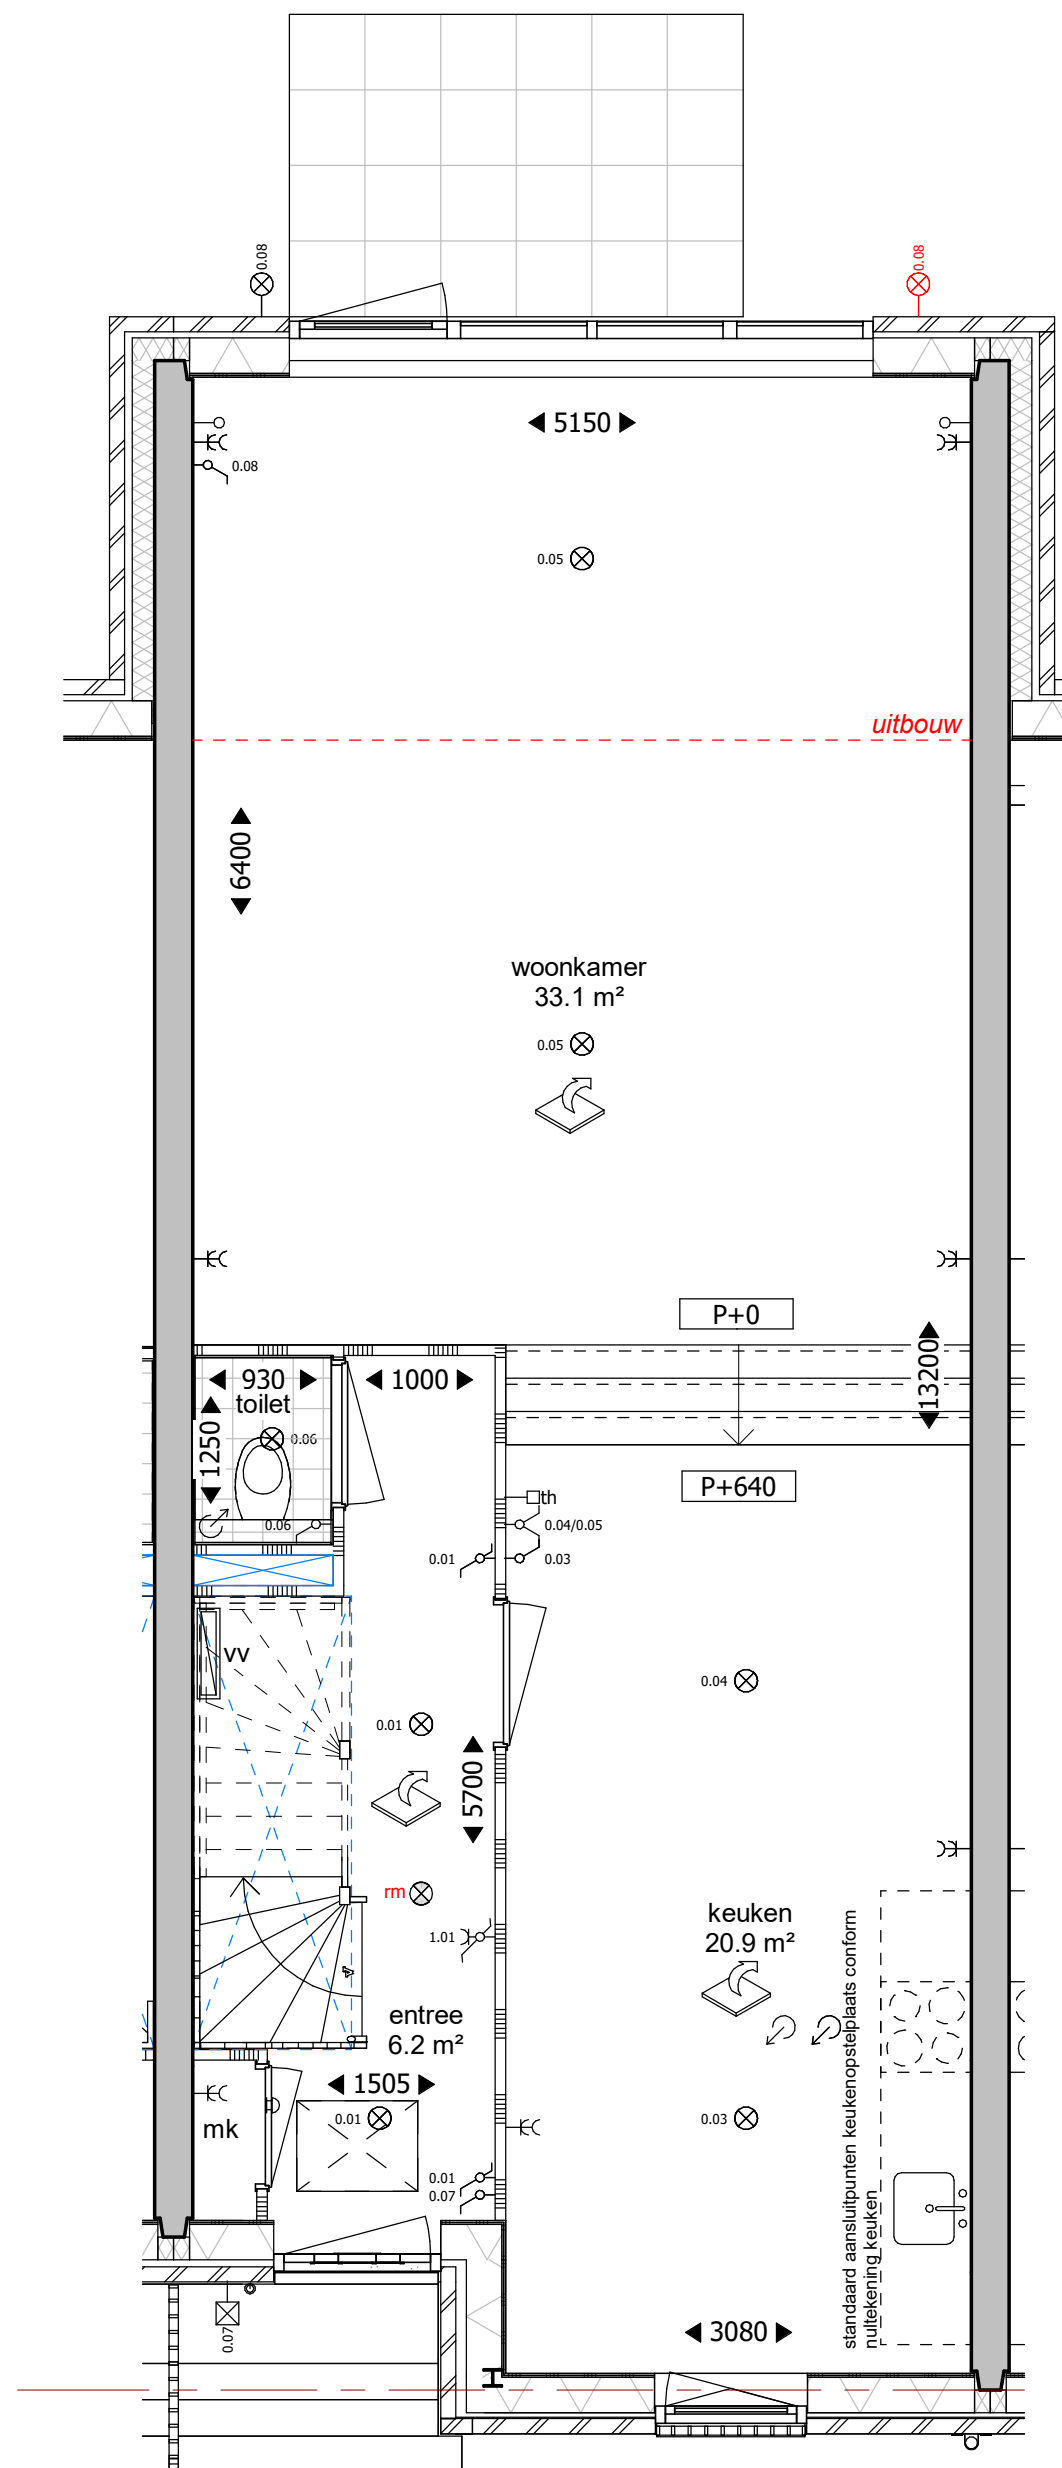 0.08
0.08
5150
0.08
0.05
uitbouw
6400
woonkamer
33.1 m²
0.05
P+0
13200
930
1000
toilet
1250
0.06
P+640
th
0.06
0.04/0.05
0.01
0.03
vv
0.04
0.01
5700
rm
1.01
keuken
20.9 m²
standaard aansluitpunten keukenopstelplaats conform
nultekening keuken
entree
6.2 m²
1505
mk
0.01
0.03
0.01
0.07
0.07
3080